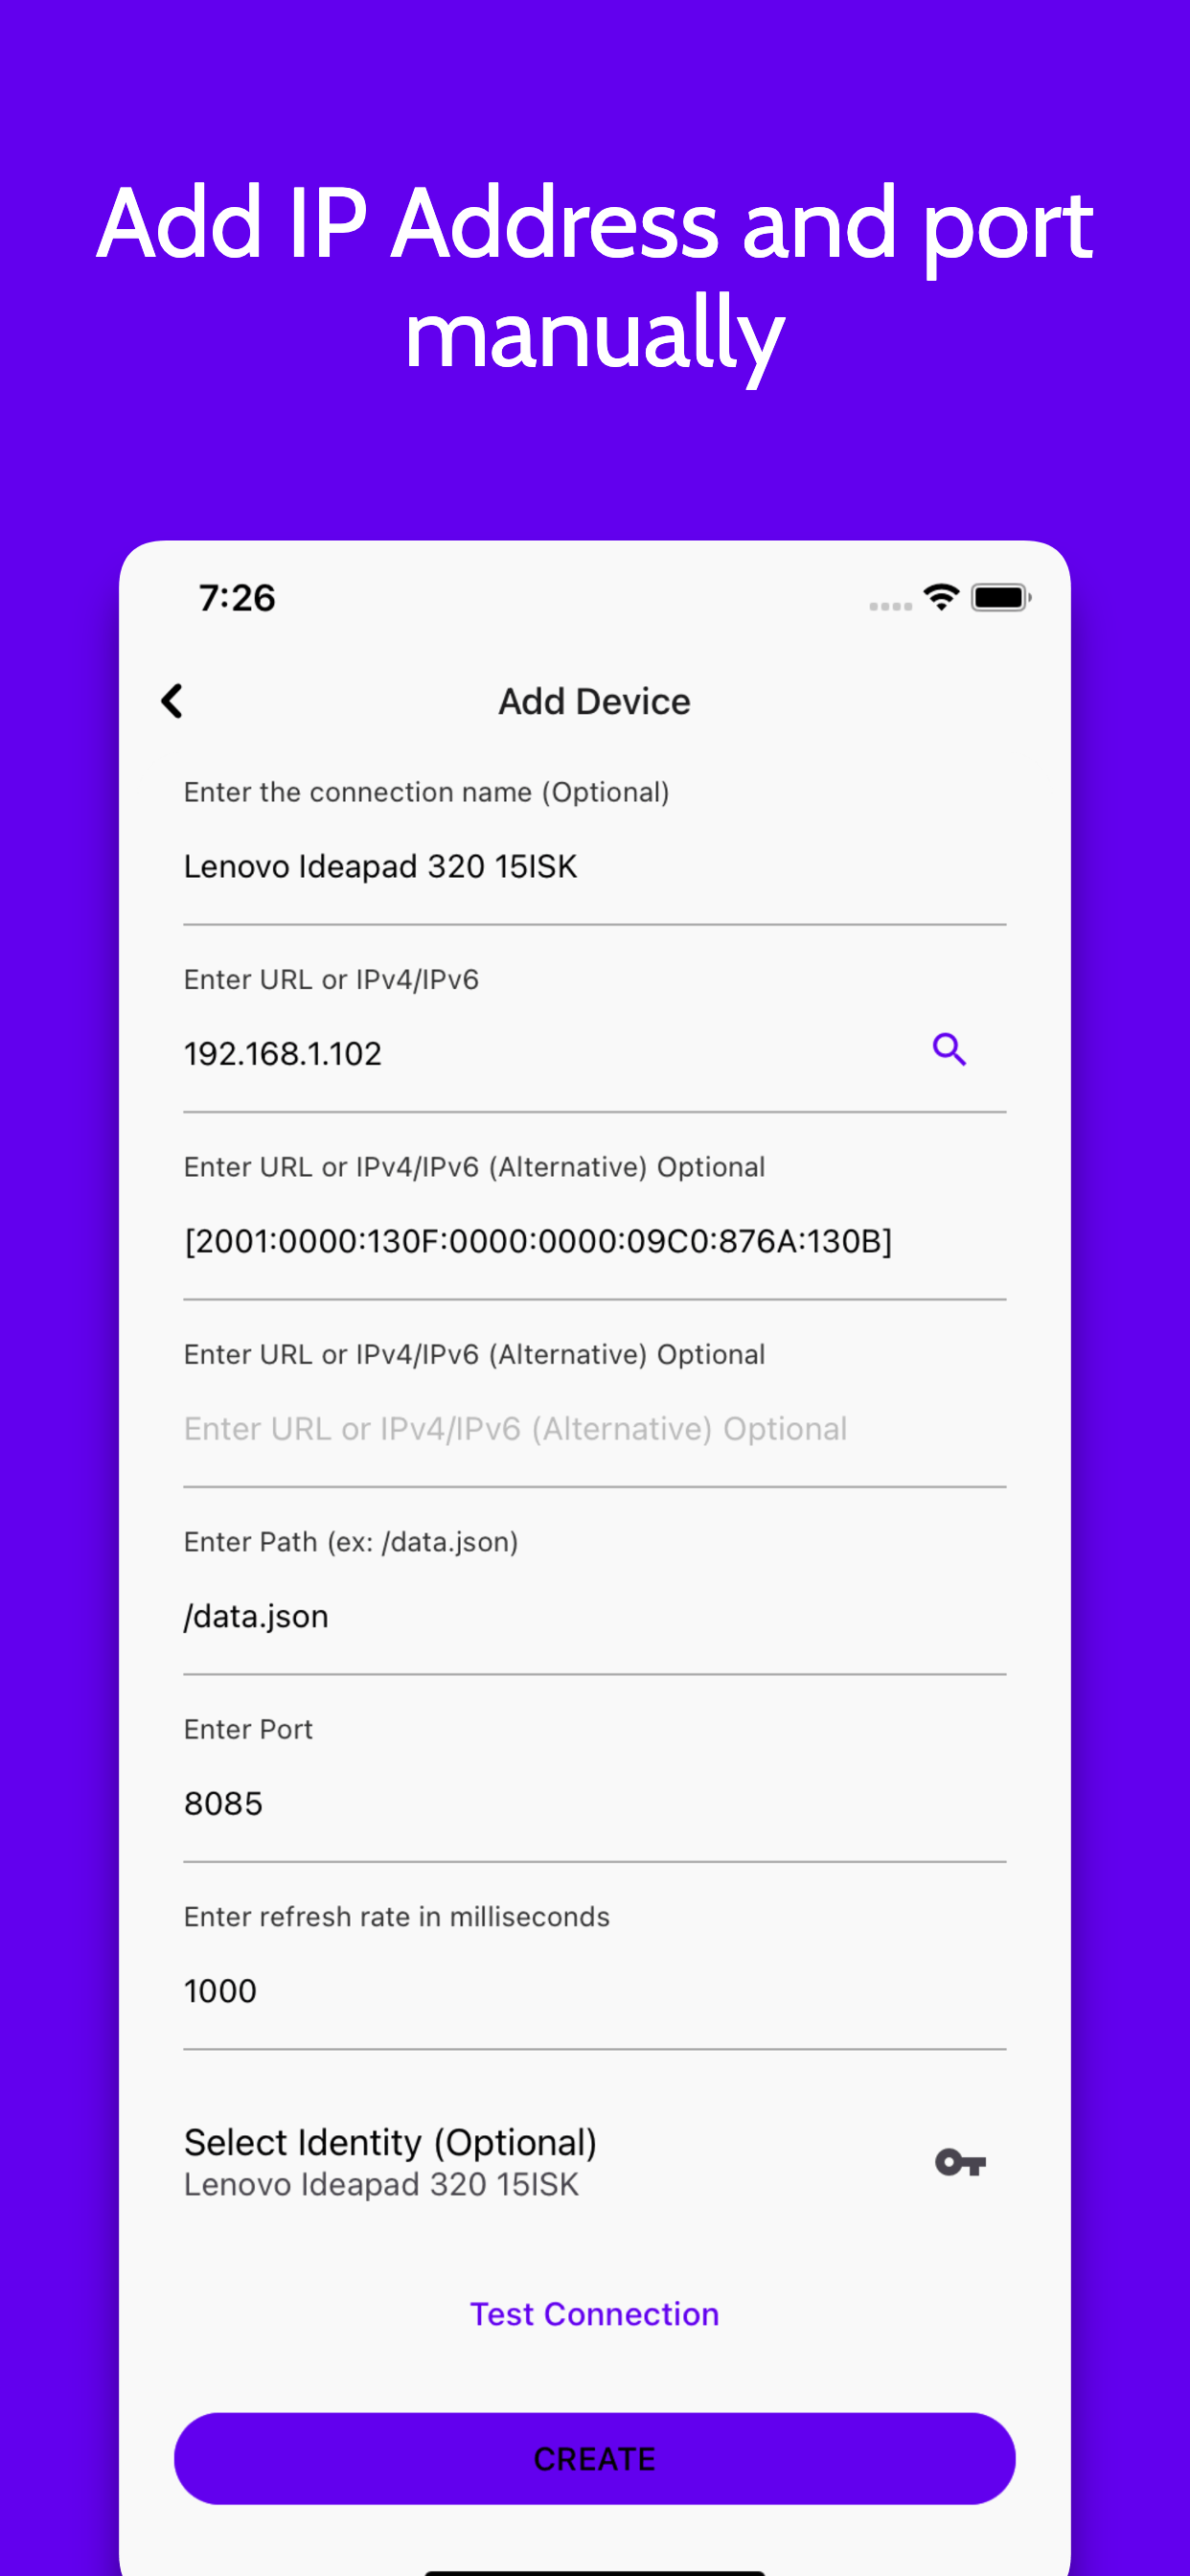 Add IP Address and port
manually
7:26
Add Device
Enter the connection name (Optional)
Lenovo Ideapad 320 15ISK
Enter URL or IPv4/IPv6
192.168.1.102
Enter URL or IPv4/IPv6 (Alternative) Optional
[2001:0000:130F:0000:0000:09C0:876A:130B]
Enter URL or IPv4/IPv6 (Alternative) Optional
Enter URL or IPv4/IPv6 (Alternative) Optional
Enter Path (ex: /data.json)
/data.json
Enter Port
8085
Enter refresh rate in milliseconds
1000
Select Identity (Optional)
Lenovo Ideapad 320 15ISK
Test Connection
CREATE